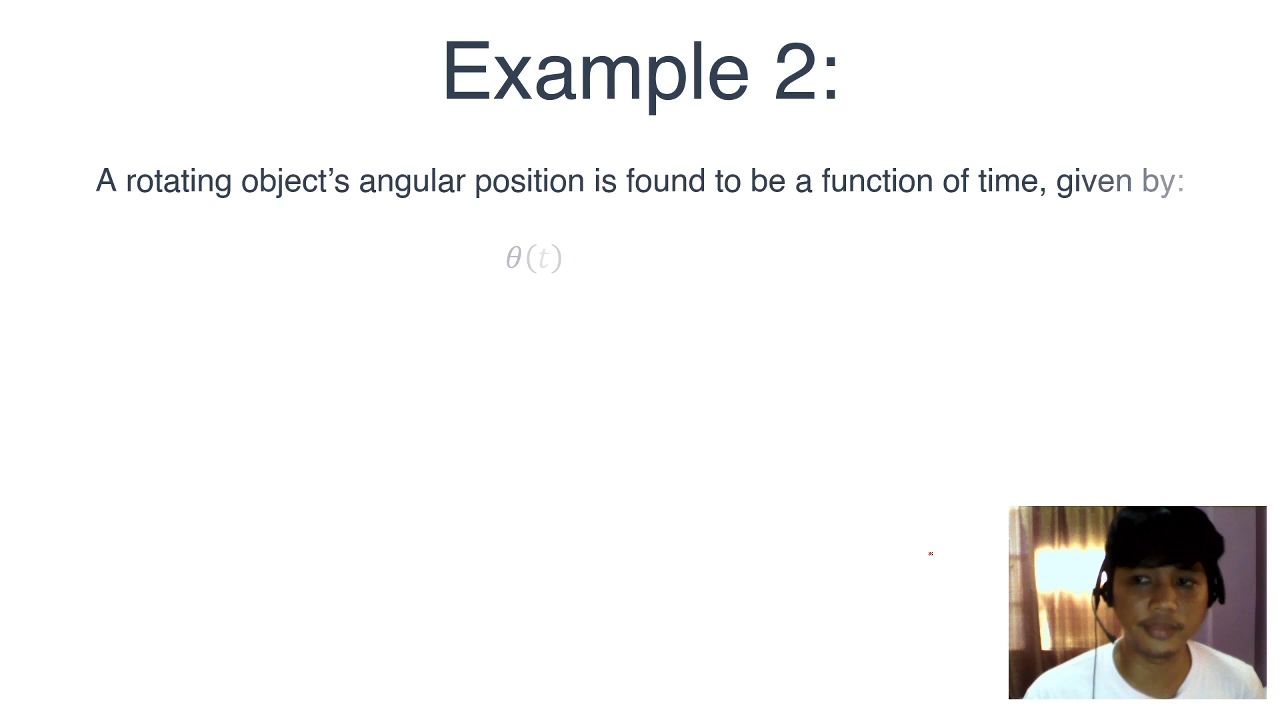 Example 2:
A rotating object’s angular position is found to be a function of time, given by:
θ(t)